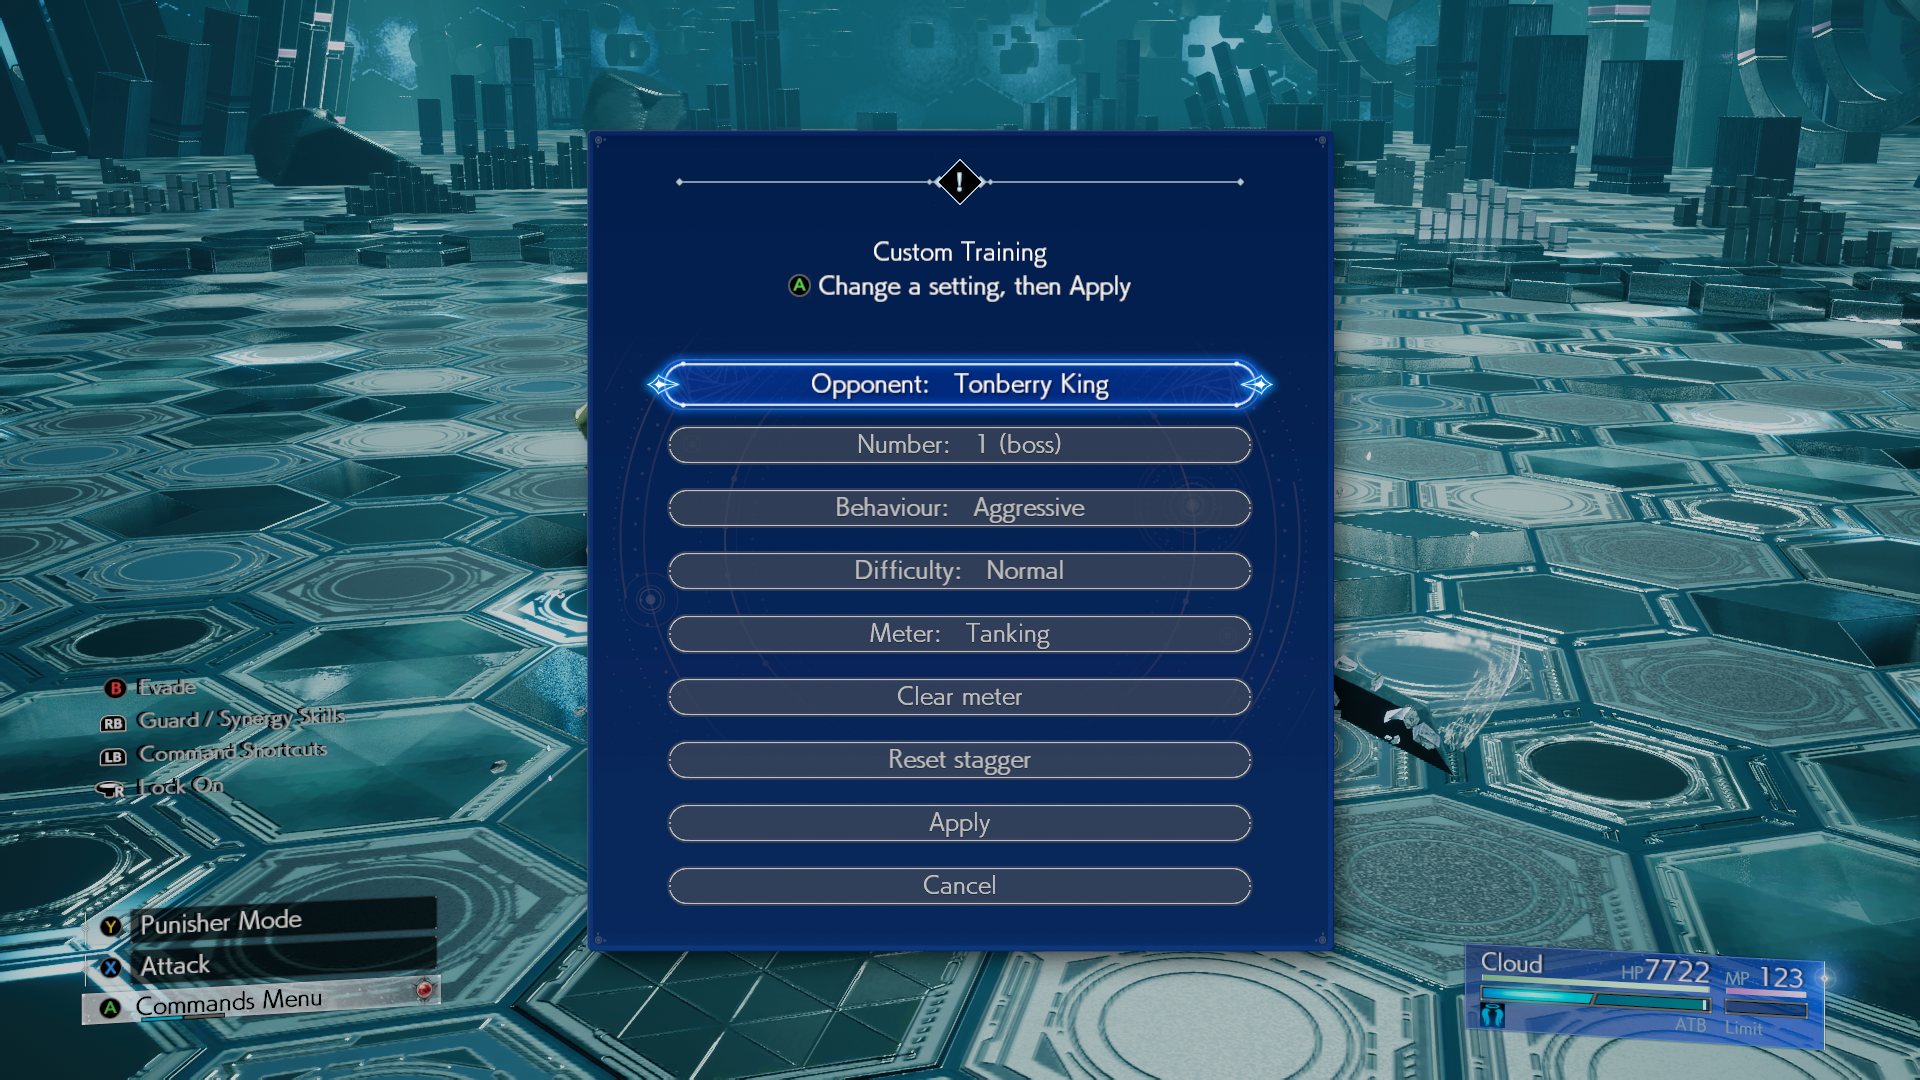 !
Custom Training
A Change a setting, then Apply
Opponent: Tonberry King
Number: 1 (boss)
Behaviour: Aggressive
Difficulty: Normal
Meter: Tanking
Clear meter
Reset stagger
Apply
Cancel
B Evade
RB Guard / Synergy Skills
LB Command Shortcuts
R Lock On
Y Punisher Mode
X Attack
A Commands Menu
Cloud HP 7722 MP 123
ATB Limit